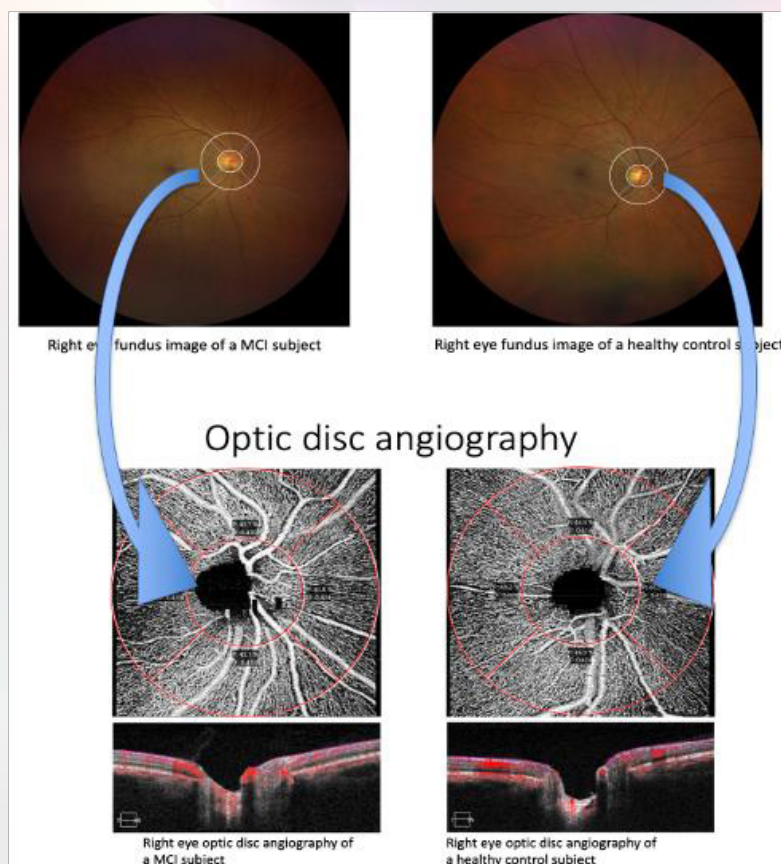 Right eye fundus image of a MCI subject
Right eye fundus image of a healthy control subject
Optic disc angiography
Right eye optic disc angiography of
a MCI subject
Right eye optic disc angiography of
a healthy control subject